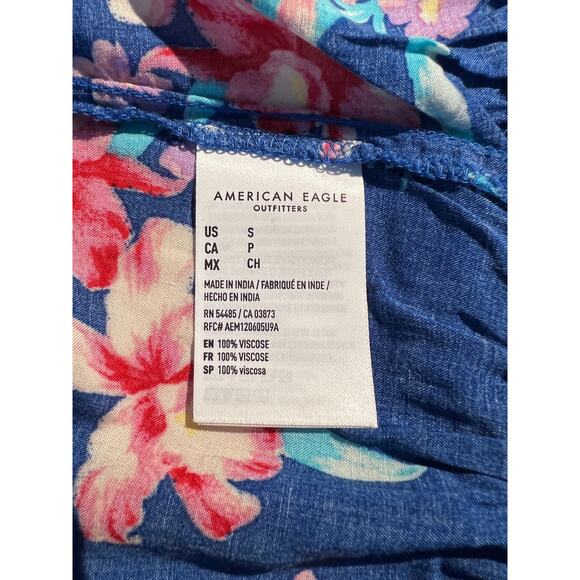 AMERICAN EAGLE
OUTFITTERS
US S
CA P
MX CH
MADE IN INDIA / FABRIQUÉ EN INDE /
HECHO EN INDIA
RN 54485 / CA 03873
RFC# AEM120605U9A
EN 100% VISCOSE
FR 100% VISCOSE
SP 100% viscosa